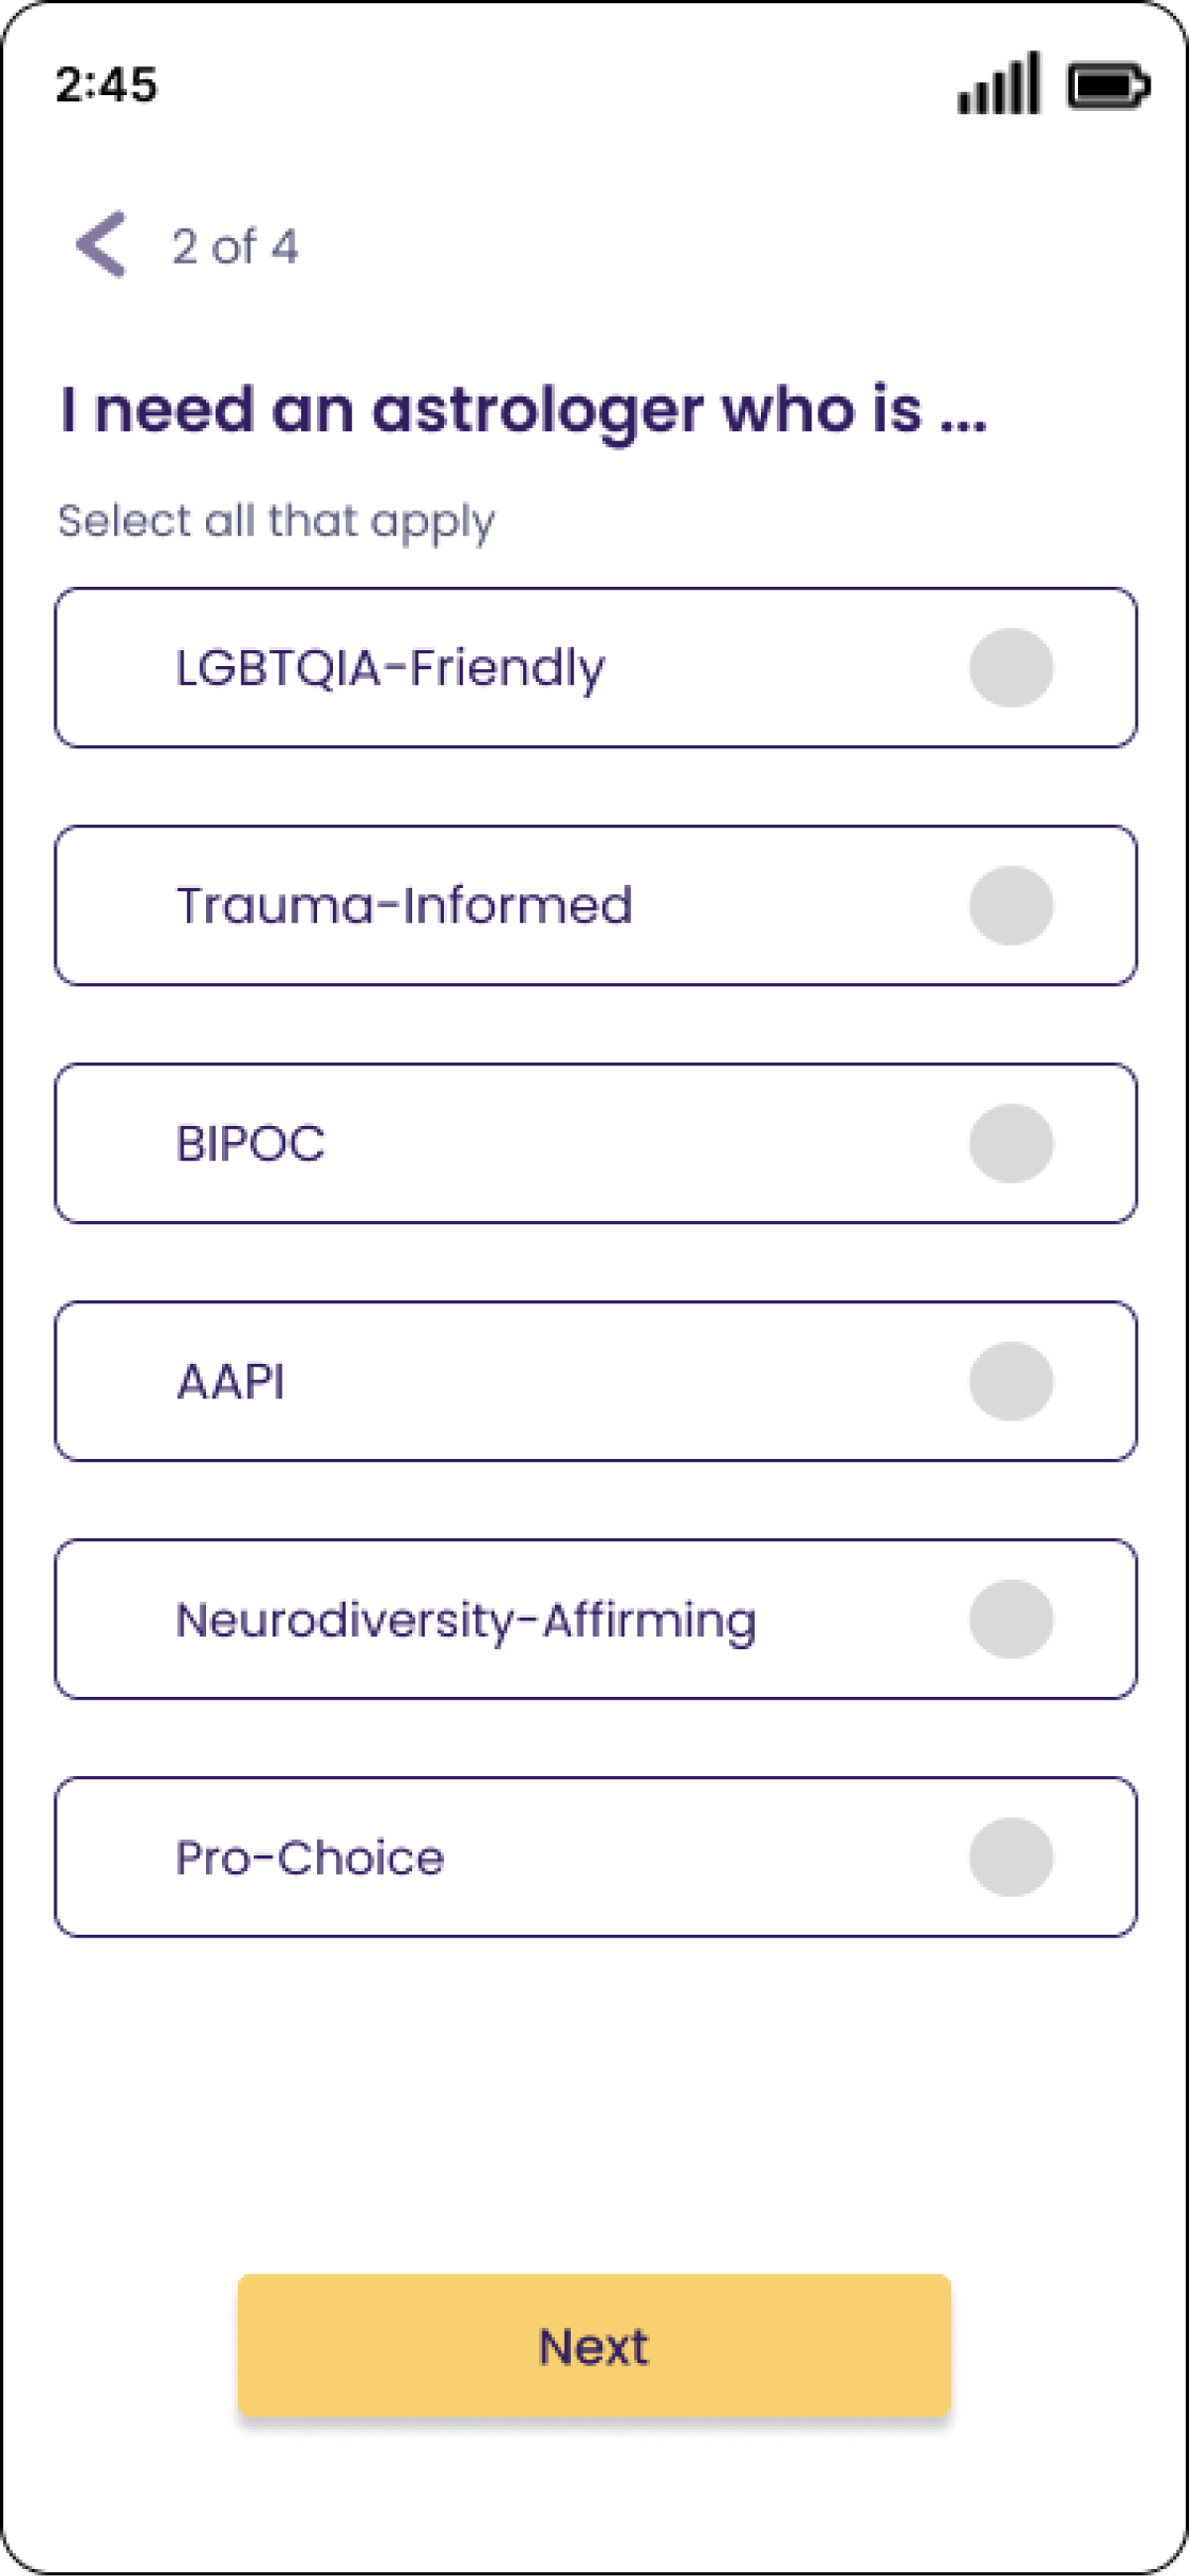 2:45
2 of 4
I need an astrologer who is ...
Select all that apply
LGBTQIA-Friendly
Trauma-Informed
BIPOC
AAPI
Neurodiversity-Affirming
Pro-Choice
Next